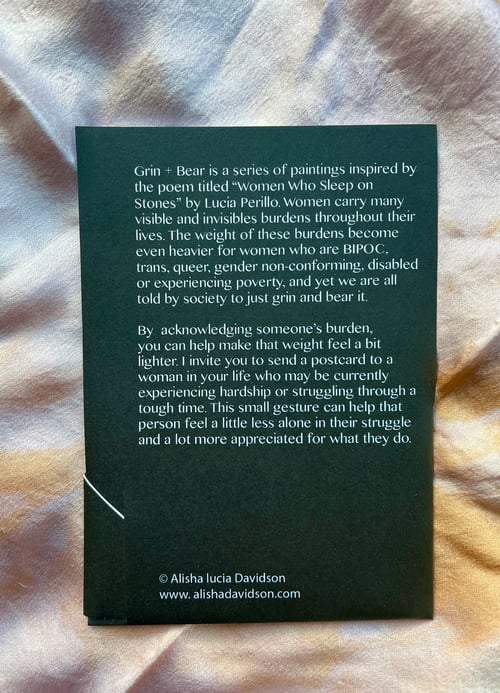 Grin + Bear is a series of paintings inspired by
the poem titled “Women Who Sleep on
Stones” by Lucia Perillo. Women carry many
visible and invisibles burdens throughout their
lives. The weight of these burdens become
even heavier for women who are BIPOC,
trans, queer, gender non-conforming, disabled
or experiencing poverty, and yet we are all
told by society to just grin and bear it.
By acknowledging someone’s burden,
you can help make that weight feel a bit
lighter. I invite you to send a postcard to a
woman in your life who may be currently
experiencing hardship or struggling through a
tough time. This small gesture can help that
person feel a little less alone in their struggle
and a lot more appreciated for what they do.
© Alisha lucia Davidson
www.alishadavidson.com